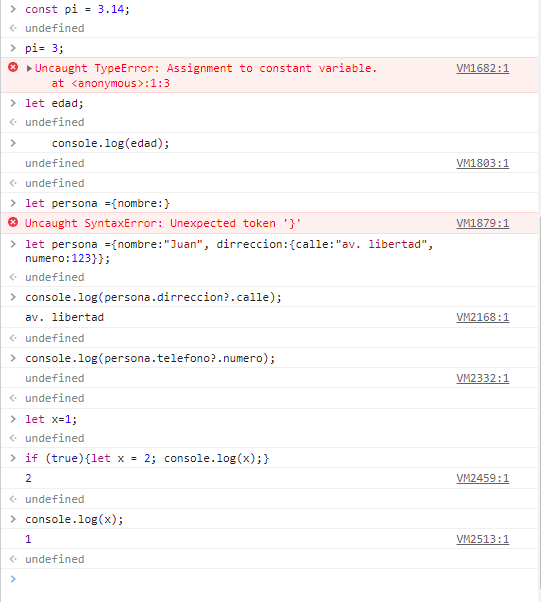 const pi = 3.14;
undefined
pi= 3;
Uncaught TypeError: Assignment to constant variable. VM1682:1
at <anonymous>:1:3
let edad;
undefined
console.log(edad);
undefined VM1803:1
undefined
let persona ={nombre:}
Uncaught SyntaxError: Unexpected token '}' VM1879:1
let persona ={nombre:"Juan", dirreccion:{calle:"av. libertad",
numero:123}};
undefined
console.log(persona.dirreccion?.calle);
av. libertad VM2168:1
undefined
console.log(persona.telefono?.numero);
undefined VM2332:1
undefined
let x=1;
undefined
if (true){let x = 2; console.log(x);}
2 VM2459:1
undefined
console.log(x);
1 VM2513:1
undefined